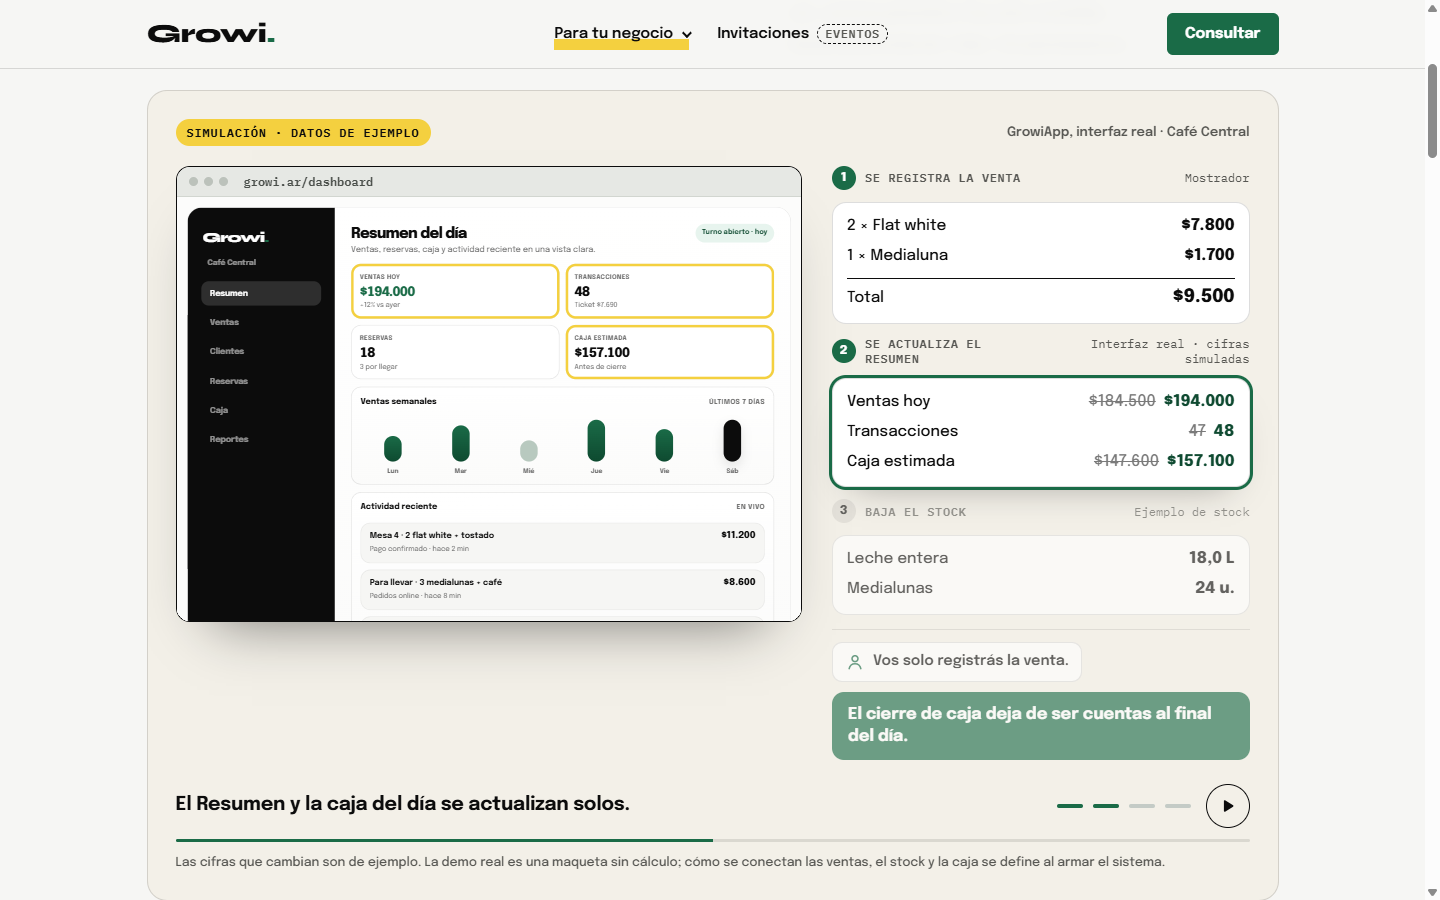 Growi.
Para tu negocio
Invitaciones
EVENTOS
Consultar
SIMULACIÓN · DATOS DE EJEMPLO
GrowiApp, interfaz real · Café Central
growi.ar/dashboard
Growi.
Café Central
Resumen
Ventas
Clientes
Reservas
Caja
Reportes
Resumen del día
Ventas, reservas, caja y actividad reciente en una vista clara.
Turno abierto · hoy
VENTAS HOY
$194.000
+12% vs ayer
TRANSACCIONES
48
Ticket $7.690
RESERVAS
18
3 por llegar
CAJA ESTIMADA
$157.100
Antes de cierre
Ventas semanales
ÚLTIMOS 7 DÍAS
Lun
Mar
Mié
Jue
Vie
Sáb
Actividad reciente
EN VIVO
Mesa 4 · 2 flat white + tostado
$11.200
Pago confirmado · hace 2 min
Para llevar · 3 medialunas + café
$8.600
Pedidos online · hace 8 min
1 SE REGISTRA LA VENTA
Mostrador
2 × Flat white $7.800
1 × Medialuna $1.700
Total $9.500
2 SE ACTUALIZA EL
RESUMEN
Interfaz real · cifras
simuladas
Ventas hoy $184.500 $194.000
Transacciones 47 48
Caja estimada $147.600 $157.100
3 BAJA EL STOCK
Ejemplo de stock
Leche entera 18,0 L
Medialunas 24 u.
Vos solo registrás la venta.
El cierre de caja deja de ser cuentas al final
del día.
El Resumen y la caja del día se actualizan solos.
Las cifras que cambian son de ejemplo. La demo real es una maqueta sin cálculo; cómo se conectan las ventas, el stock y la caja se define al armar el sistema.